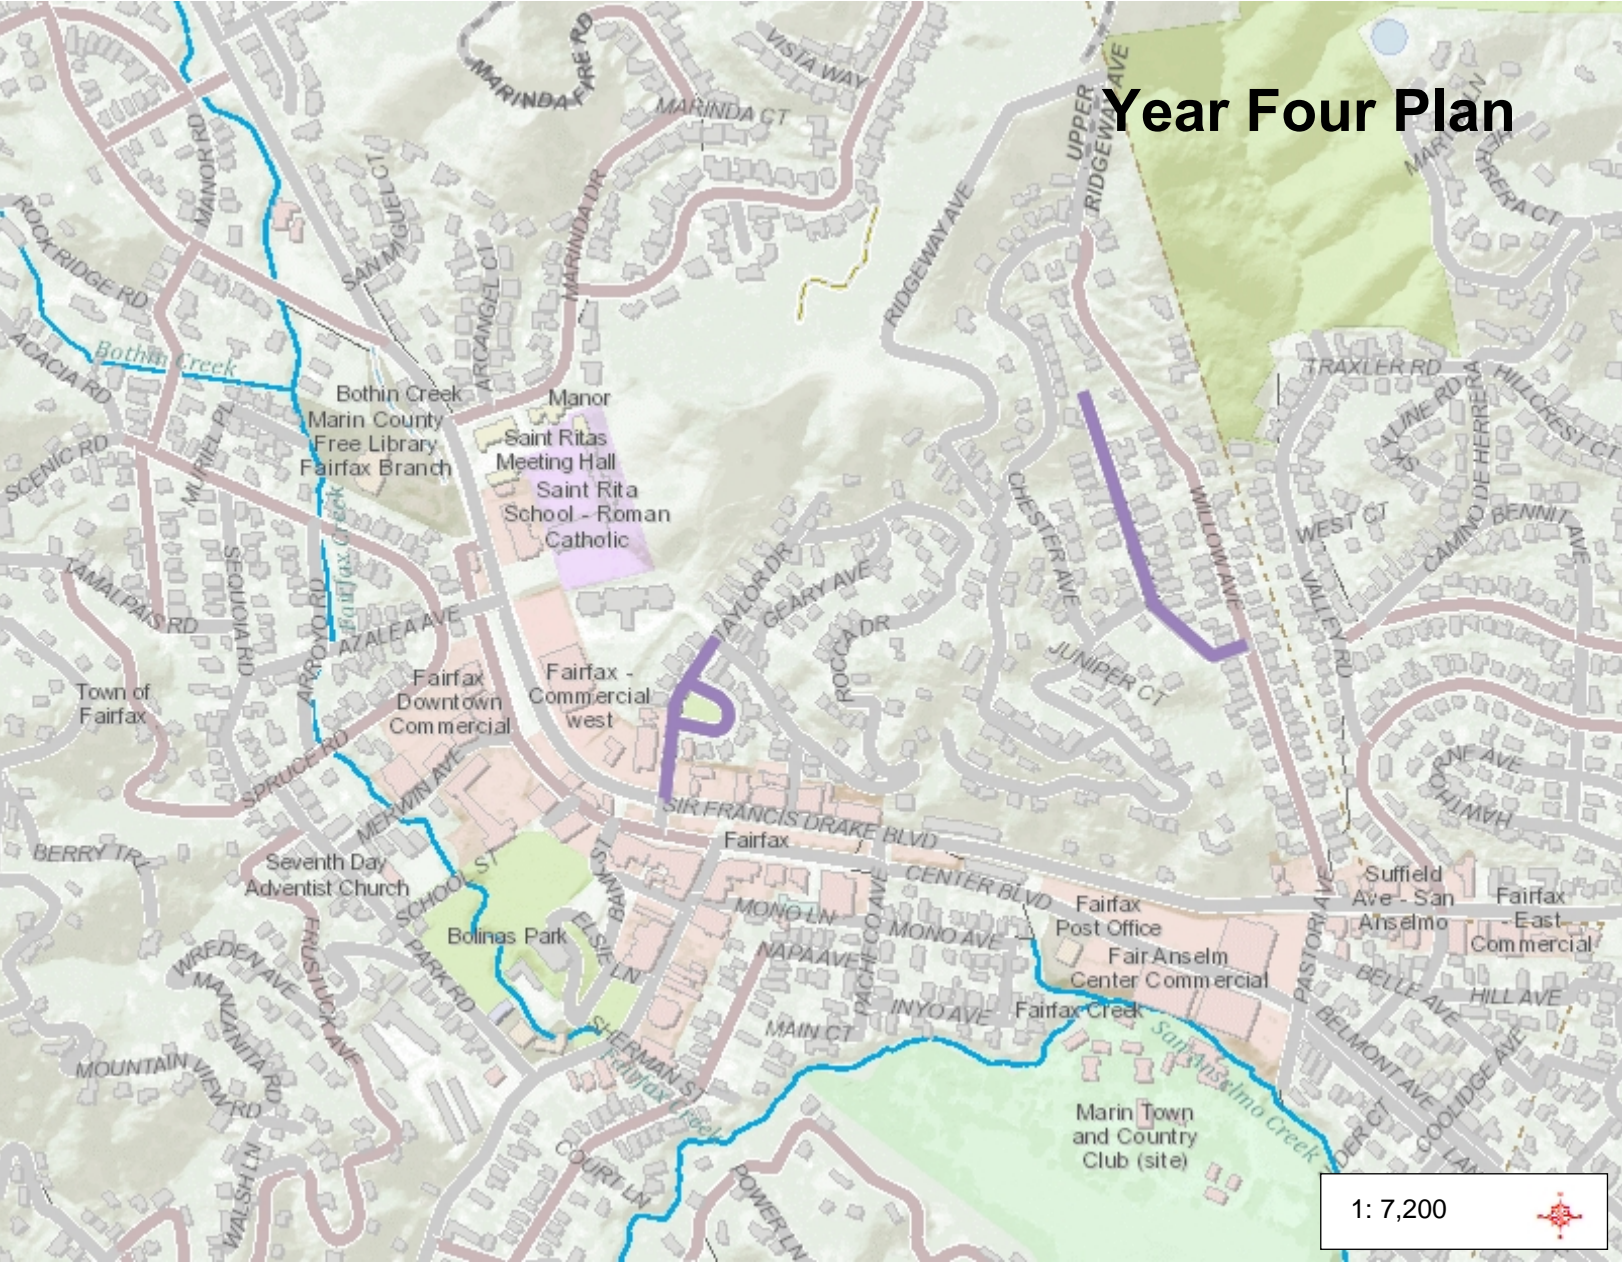 Year Four Plan
MARINDA FIRE RD
VISTA WAY
MARINDA CT
UPPER
RIDGEWAY AVE
MANOR RD
SAN MIGUEL CT
MARINDA DR
RIDGEWAY AVE
ROCK RIDGE RD
ARCANGEL CT
Bothin Creek
ACACIA RD
TRAXLER RD
ALINE RD
HILLCREST CT
CAMINO DE HERRERA
Bothin Creek
Marin County
Free Library
Fairfax Branch
Manor
Saint Ritas
Meeting Hall
Saint Rita
School - Roman
Catholic
SCENIC RD
MURIEL PL
Fairfax Creek
CHESTER AVE
WILLOW AVE
WEST CT
BENNIT AVE
TAMALPAIS RD
SEQUOIA RD
ARROYO RD
AZALEA AVE
TAYLOR DR
GEARY AVE
ROCCA DR
JUNIPER CT
VALLEY RD
Town of
Fairfax
Fairfax
Downtown
Commercial
Fairfax -
Commercial
west
SPRUCE RD
MERWIN AVE
SIR FRANCIS DRAKE BLVD
Fairfax
CENTER BLVD
BERRY TRL
Seventh Day
Adventist Church
SCHOOL ST
BANK ST
MONO LN
MONO AVE
PACHECO AVE
Fairfax
Post Office
Suffield
Ave - San
Anselmo
Fairfax
- East
Commercial
Bolinas Park
ELSIE LN
NAPA AVE
Fair Anselm
Center Commercial
PASTORI AVE
WREDEN AVE
FRUSTUCK AVE
PARK RD
MANZANITA RD
INYO AVE
MAIN CT
Fairfax Creek
BELLE AVE
HILL AVE
BELMONT AVE
COOLIDGE AVE
MOUNTAIN VIEW RD
SHERMAN ST
Fairfax Creek
San Anselmo Creek
Marin Town
and Country
Club (site)
WALSH LN
COURT LN
POWER LN
1: 7,200